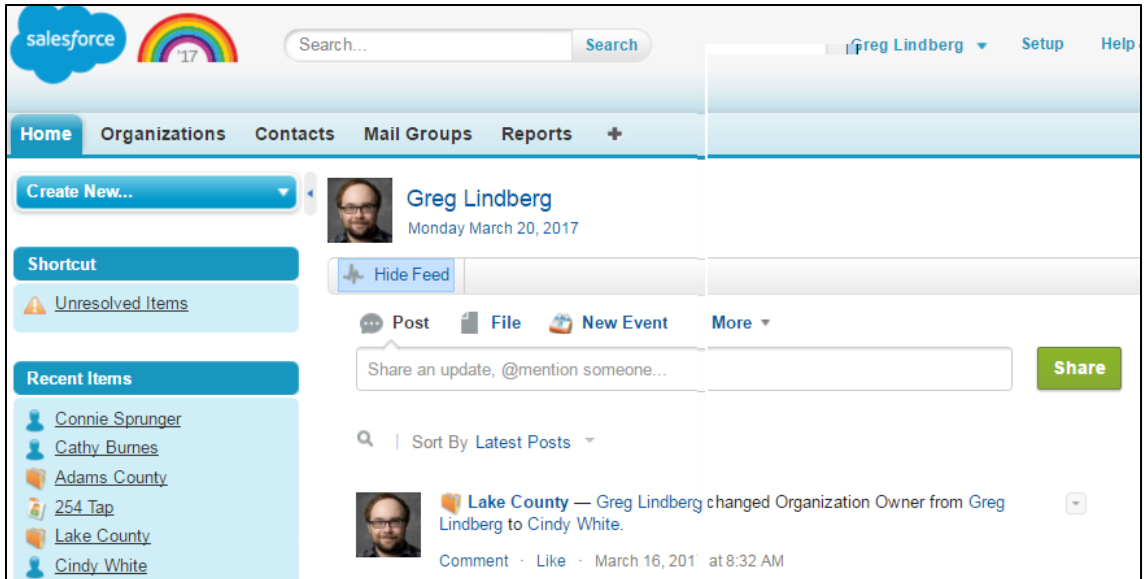 salesforce
'17
Search...
Search
Greg Lindberg
Setup
Help
Home
Organizations
Contacts
Mail Groups
Reports
Create New...
Greg Lindberg
Monday March 20, 2017
Shortcut
Unresolved Items
Hide Feed
Post
File
New Event
More
Share an update, @mention someone...
Share
Recent Items
Connie Sprunger
Cathy Burnes
Adams County
254 Tap
Lake County
Cindy White
Sort By Latest Posts
Lake County — Greg Lindberg changed Organization Owner from Greg
Lindberg to Cindy White.
Comment · Like · March 16, 201 at 8:32 AM